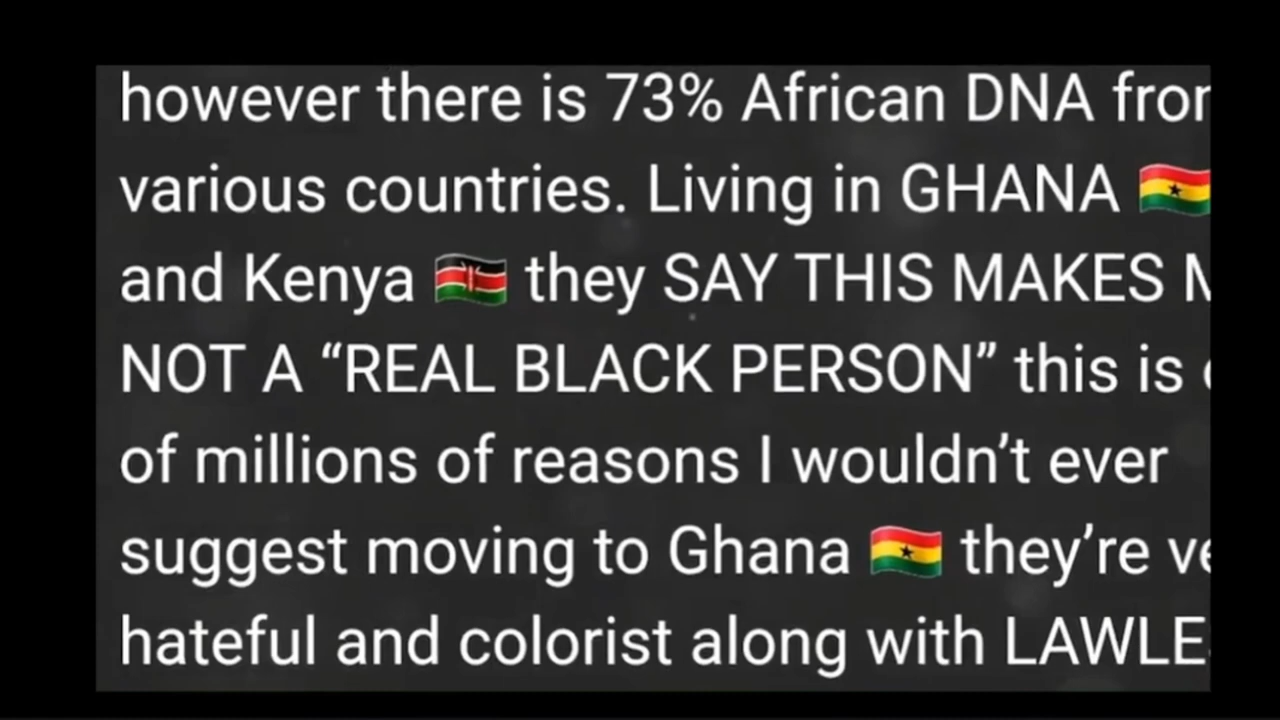 however there is 73% African DNA
various countries. Living in GHANA 🇬🇭
and Kenya 🇰🇪 they SAY THIS MAKES
NOT A “REAL BLACK PERSON” this is
of millions of reasons I wouldn’t ever
suggest moving to Ghana 🇬🇭 they’re
hateful and colorist along with